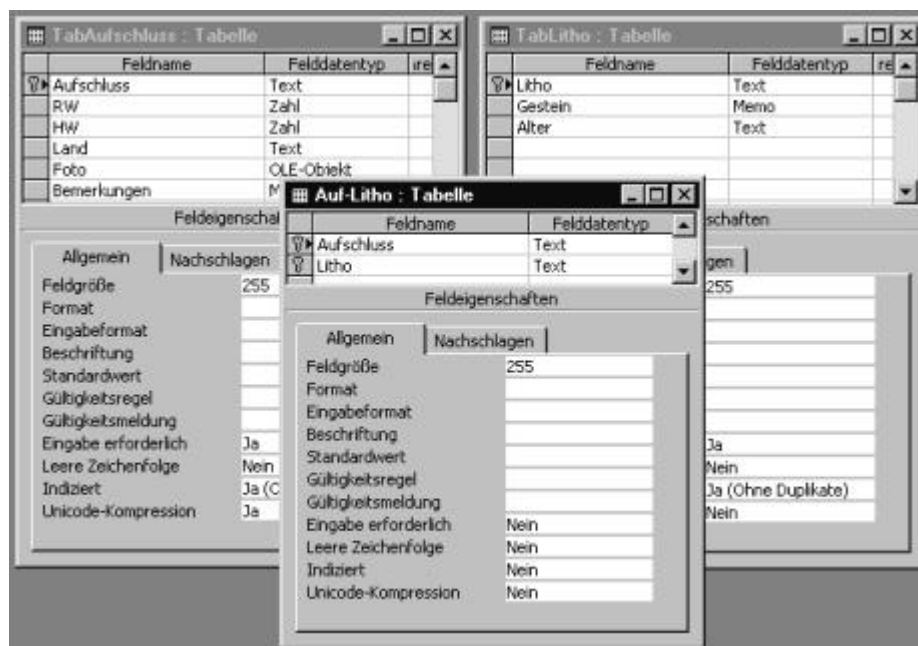 TabAufschluss : Tabelle
Feldname Felddatentyp
Aufschluss Text
RW Zahl
HW Zahl
Land Text
Foto OLE-Objekt
Bemerkungen M
Feldeigenschaf
Allgemein Nachschlagen
Feldgröße 255
Format
Eingabeformat
Beschriftung
Standardwert
Gültigkeitsregel
Gültigkeitsmeldung
Eingabe erforderlich Ja
Leere Zeichenfolge Nein
Indiziert Ja (O
Unicode-Kompression Ja
TabLitho : Tabelle
Feldname Felddatentyp
Litho Text
Gestein Memo
Alter Text
schaften
gen
255
Ja
Nein
Ja (Ohne Duplikate)
Nein
Auf-Litho : Tabelle
Feldname Felddatentyp
Aufschluss Text
Litho Text
Feldeigenschaften
Allgemein Nachschlagen
Feldgröße 255
Format
Eingabeformat
Beschriftung
Standardwert
Gültigkeitsregel
Gültigkeitsmeldung
Eingabe erforderlich Nein
Leere Zeichenfolge Nein
Indiziert Nein
Unicode-Kompression Nein